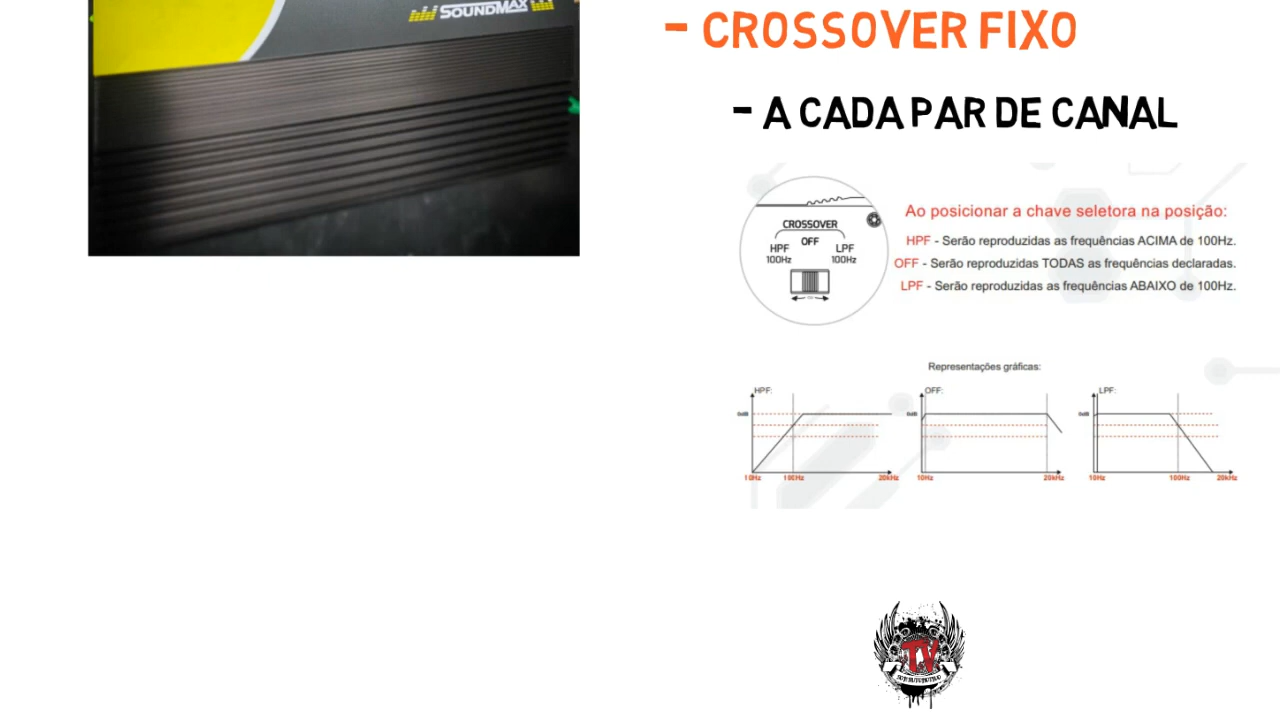 SOUNDMAX
- CROSSOVER FIXO
- A CADA PAR DE CANAL
CROSSOVER
OFF
HPF LPF
100Hz 100Hz
Ao posicionar a chave seletora na posição:
HPF - Serão reproduzidas as frequências ACIMA de 100Hz.
OFF - Serão reproduzidas TODAS as frequências declaradas.
LPF - Serão reproduzidas as frequências ABAIXO de 100Hz.
Representações gráficas:
HPF: OFF: LPF:
0dB 0dB 0dB
10Hz 100Hz 20kHz 10Hz 20kHz 10Hz 100Hz 20kHz
TV
SOM AUTOMOTIVO